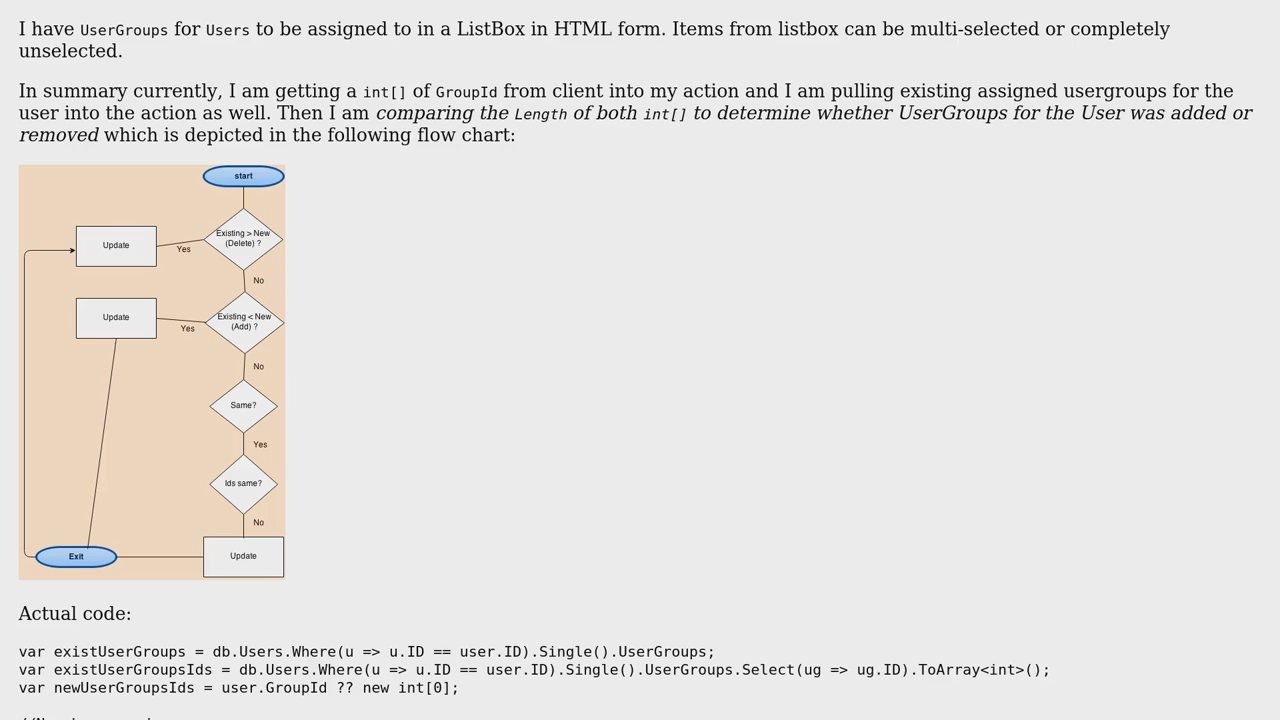 I have UserGroups for Users to be assigned to in a ListBox in HTML form. Items from listbox can be multi-selected or completely
unselected.
In summary currently, I am getting a int[] of GroupId from client into my action and I am pulling existing assigned usergroups for the
user into the action as well. Then I am comparing the Length of both int[] to determine whether UserGroups for the User was added or
removed which is depicted in the following flow chart:
start
Existing > New
(Delete) ?
Update
Yes
No
Existing < New
(Add) ?
Update
Yes
No
Same?
Yes
Ids same?
No
Update
Exit
Actual code:
var existUserGroups = db.Users.Where(u => u.ID == user.ID).Single().UserGroups;
var existUserGroupsIds = db.Users.Where(u => u.ID == user.ID).Single().UserGroups.Select(ug => ug.ID).ToArray<int>();
var newUserGroupsIds = user.GroupId ?? new int[0];